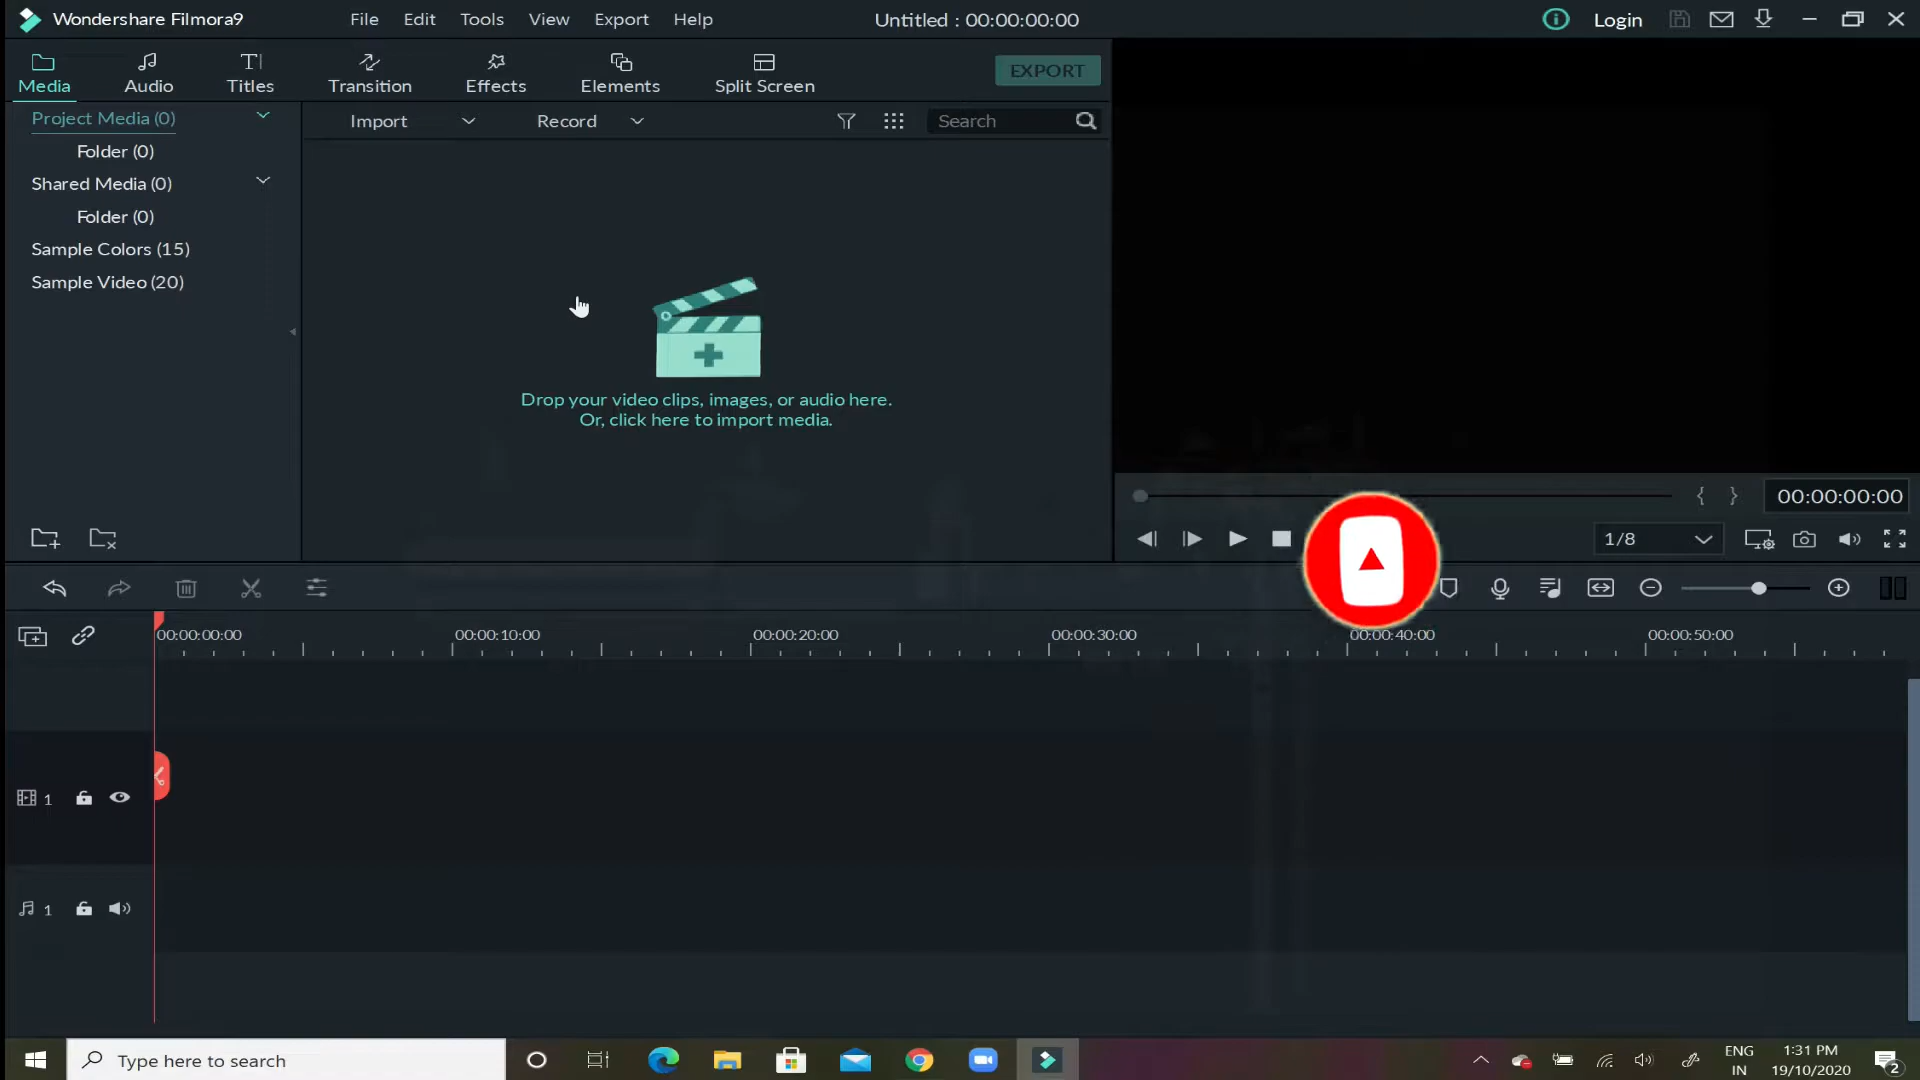 Wondershare Filmora9 File Edit Tools View Export Help Untitled : 00:00:00:00 Login
Media Audio Titles Transition Effects Elements Split Screen EXPORT
Project Media (0)
Folder (0)
Shared Media (0)
Folder (0)
Sample Colors (15)
Sample Video (20)
Import Record Search
Drop your video clips, images, or audio here.
Or, click here to import media.
{ } 00:00:00:00
1/8
00:00:00:00 00:00:10:00 00:00:20:00 00:00:30:00 00:00:40:00 00:00:50:00
1
1
Type here to search
ENG
IN
1:31 PM
19/10/2020
2